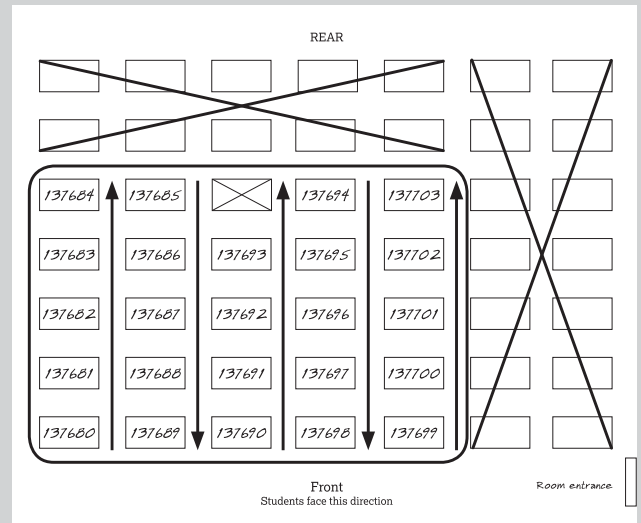 REAR
137684 137685 137694 137703
137683 137686 137693 137695 137702
137682 137687 137692 137696 137701
137681 137688 137691 137697 137700
137680 137689 137690 137698 137699
Room entrance
Front
Students face this direction